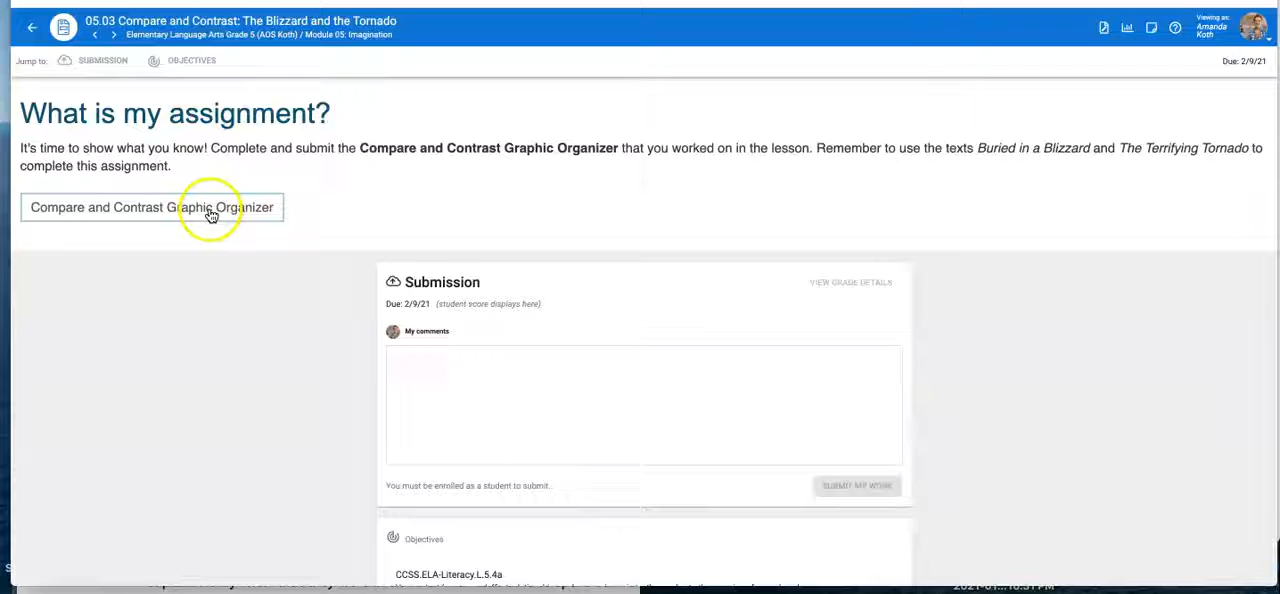 05.03 Compare and Contrast: The Blizzard and the Tornado
Elementary Language Arts Grade 5 (AOS Koth) / Module 05: Imagination
Viewing as:
Amanda
Koth
Jump to: SUBMISSION OBJECTIVES
Due: 2/9/21
What is my assignment?
It's time to show what you know! Complete and submit the Compare and Contrast Graphic Organizer that you worked on in the lesson. Remember to use the texts Buried in a Blizzard and The Terrifying Tornado to
complete this assignment.
Compare and Contrast Graphic Organizer
Submission
VIEW GRADE DETAILS
Due: 2/9/21 (student score displays here)
My comments
You must be enrolled as a student to submit.
SUBMIT MY WORK
Objectives
CCSS.ELA-Literacy.L.5.4a